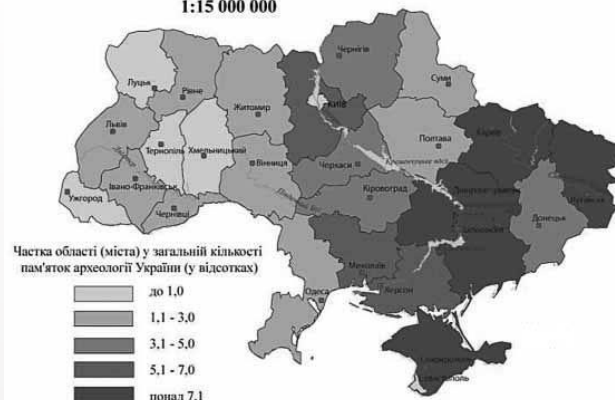 1:15 000 000
Чернігів
Луцьк
Рівне
Суми
КИЇВ
Житомир
Львів
Полтава
Харків
Тернопіль
Хмельницький
Черкаси
Вінниця
Івано-Франківськ
Кіровоград
Ужгород
Чернівці
Донецьк
Луганськ
Миколаїв
Одеса
Херсон
Частка області (міста) у загальній кількості
пам'яток археології України (у відсотках)
до 1,0
1,1 - 3,0
3,1 - 5,0
5,1 - 7,0
понад 7,1